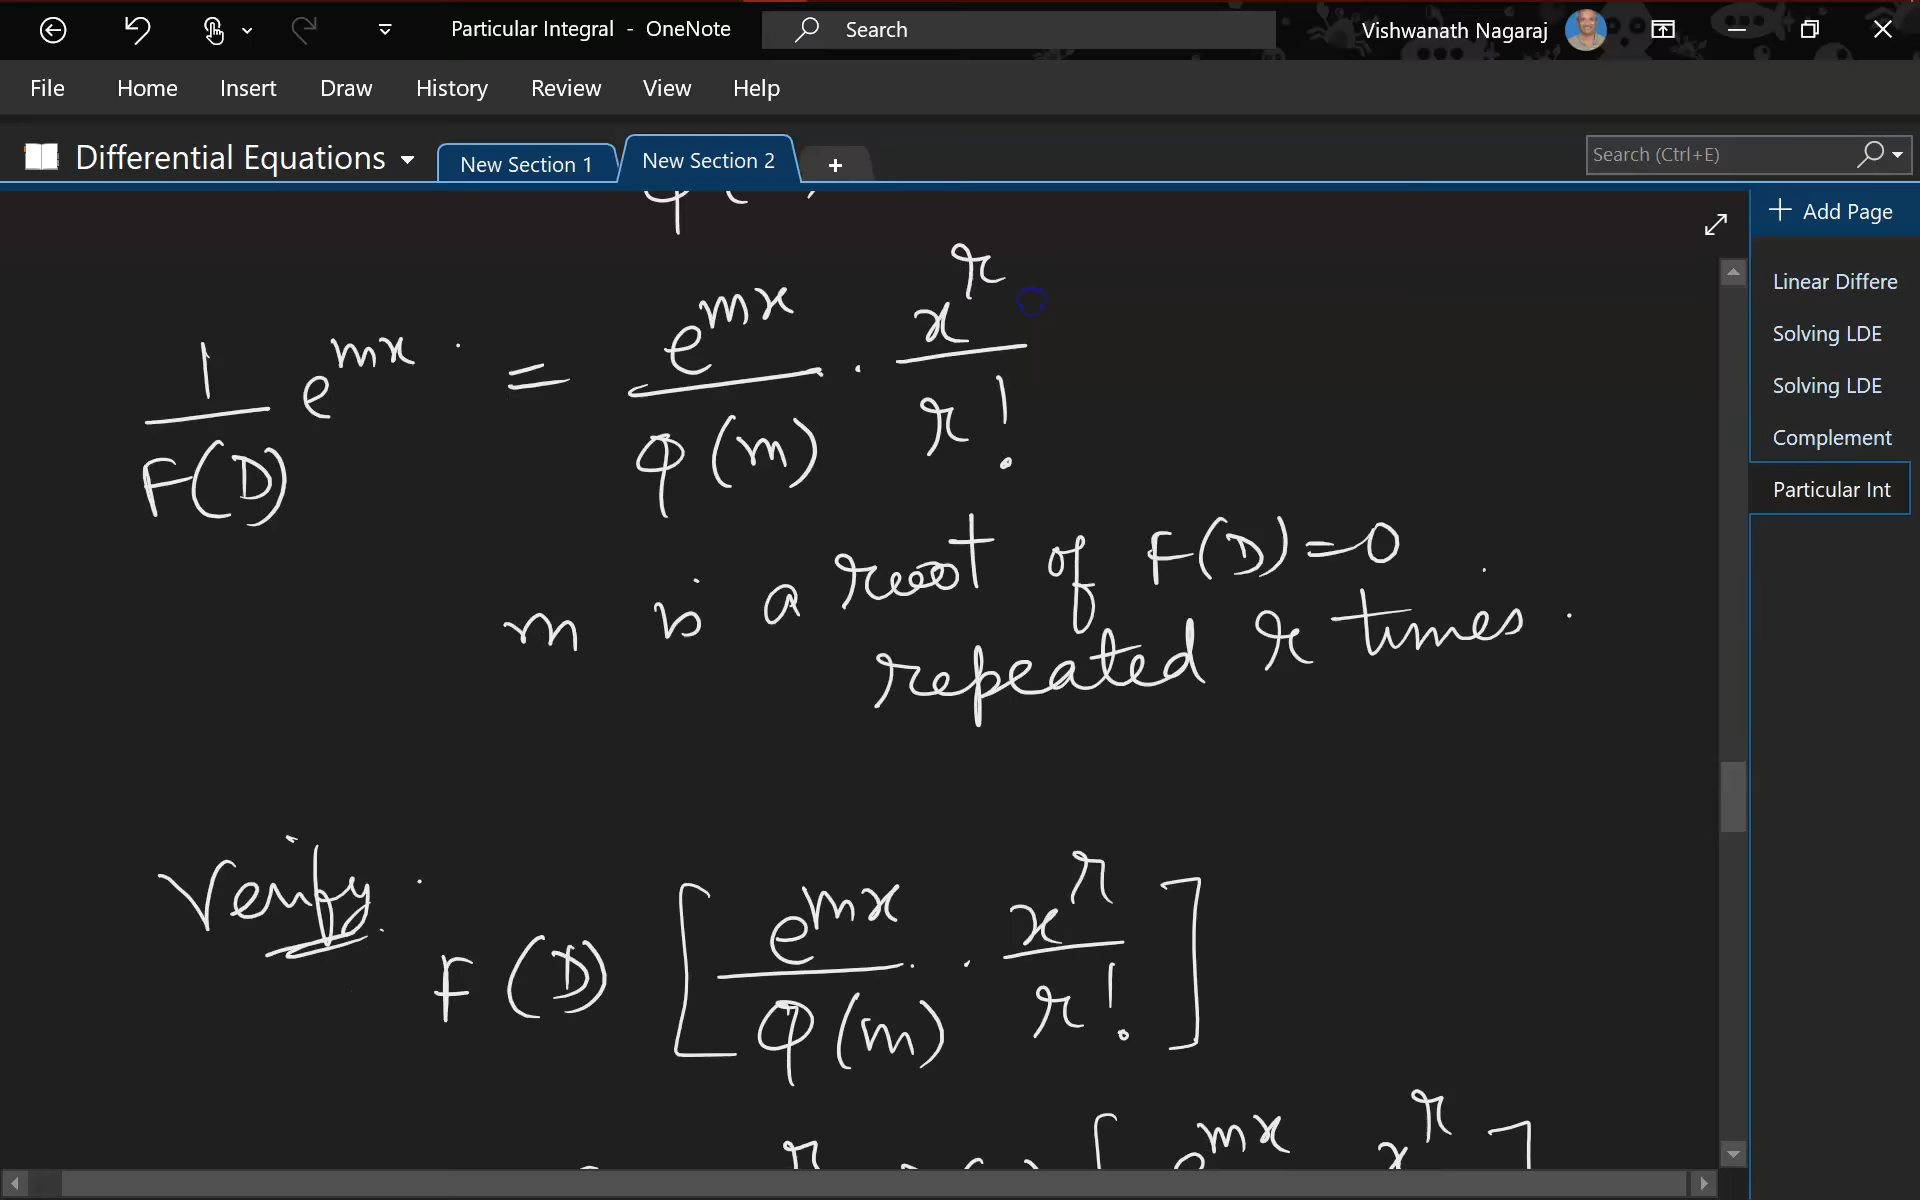 Particular Integral - OneNote
Search
Vishwanath Nagaraj
File Home Insert Draw History Review View Help
Differential Equations
New Section 1
New Section 2
+
Search (Ctrl+E)
+ Add Page
Linear Differe
Solving LDE
Solving LDE
Complement
Particular Int
1/F(D) e^{mx} = e^{mx}/φ(m) · x^r/r!
m is a root of F(D)=0
repeated r times.
Verify
F(D) [e^{mx}/φ(m) · x^r/r!]